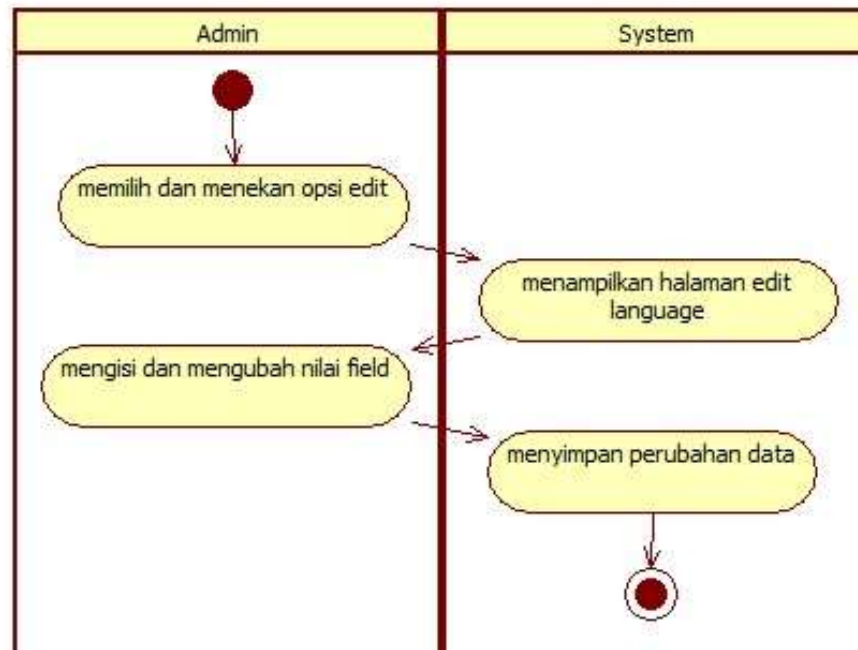 Admin
System
memilih dan menekan opsi edit
menampilkan halaman edit
language
mengisi dan mengubah nilai field
menyimpan perubahan data